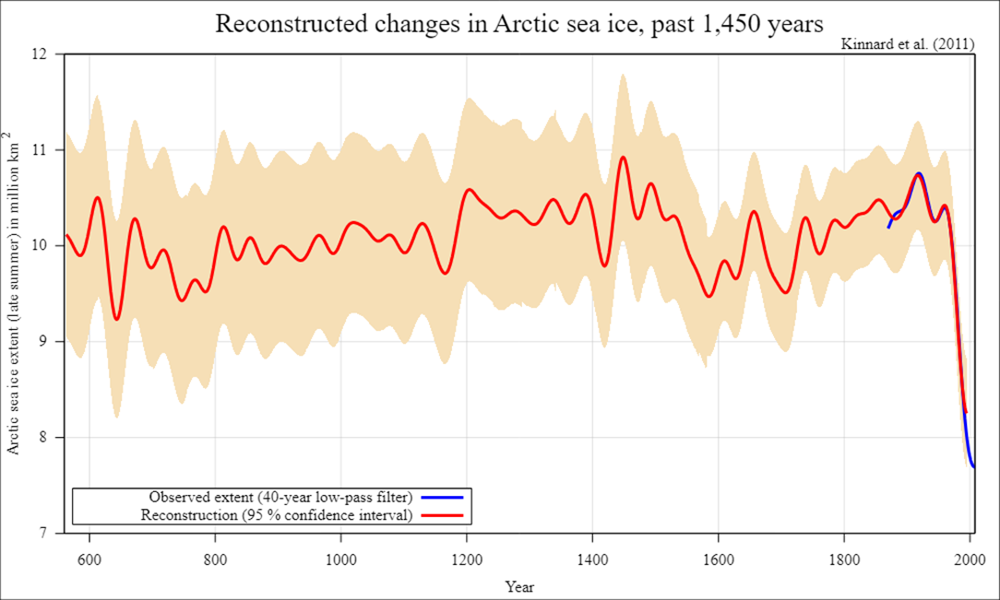 Reconstructed changes in Arctic sea ice, past 1,450 years
Kinnard et al. (2011)
Arctic sea ice extent (late summer) in million km 2
12
11
10
9
8
7
Observed extent (40-year low-pass filter)
Reconstruction (95 % confidence interval)
600 800 1000 1200 1400 1600 1800 2000
Year